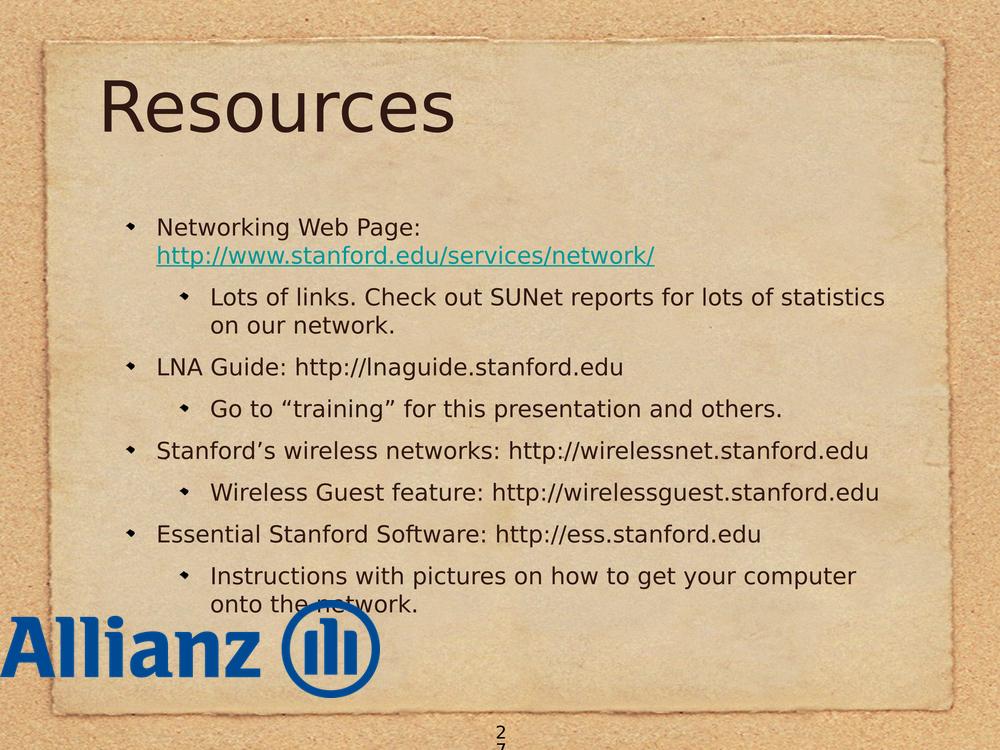 Resources
Networking Web Page:
http://www.stanford.edu/services/network/
Lots of links. Check out SUNet reports for lots of statistics
on our network.
LNA Guide: http://lnaguide.stanford.edu
Go to “training” for this presentation and others.
Stanford’s wireless networks: http://wirelessnet.stanford.edu
Wireless Guest feature: http://wirelessguest.stanford.edu
Essential Stanford Software: http://ess.stanford.edu
Instructions with pictures on how to get your computer
onto the network.
Allianz
2
7